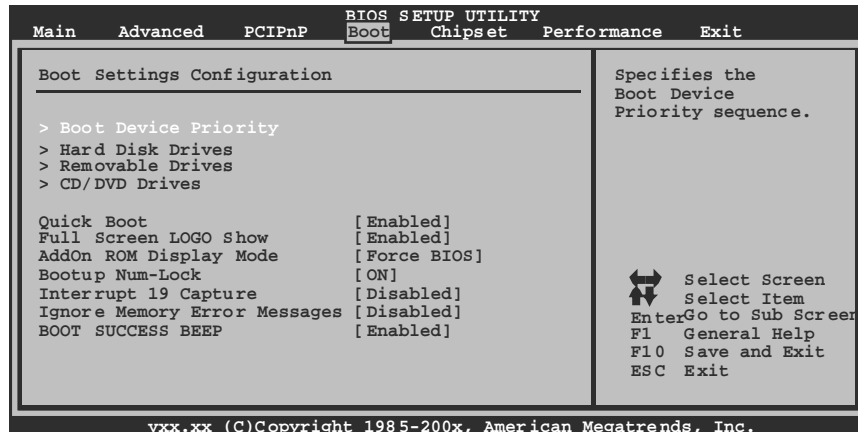 BIOS SETUP UTILITY
Main Advanced PCIPnP Boot Chipset Performance Exit
Boot Settings Configuration
> Boot Device Priority
> Hard Disk Drives
> Removable Drives
> CD/DVD Drives
Quick Boot [Enabled]
Full Screen LOGO Show [Enabled]
AddOn ROM Display Mode [Force BIOS]
Bootup Num-Lock [ON]
Interrupt 19 Capture [Disabled]
Ignore Memory Error Messages [Disabled]
BOOT SUCCESS BEEP [Enabled]
Specifies the
Boot Device
Priority sequence.
Select Screen
Select Item
Enter Go to Sub Screen
F1 General Help
F10 Save and Exit
ESC Exit
vxx.xx (C)Copyright 1985-200x, American Megatrends, Inc.